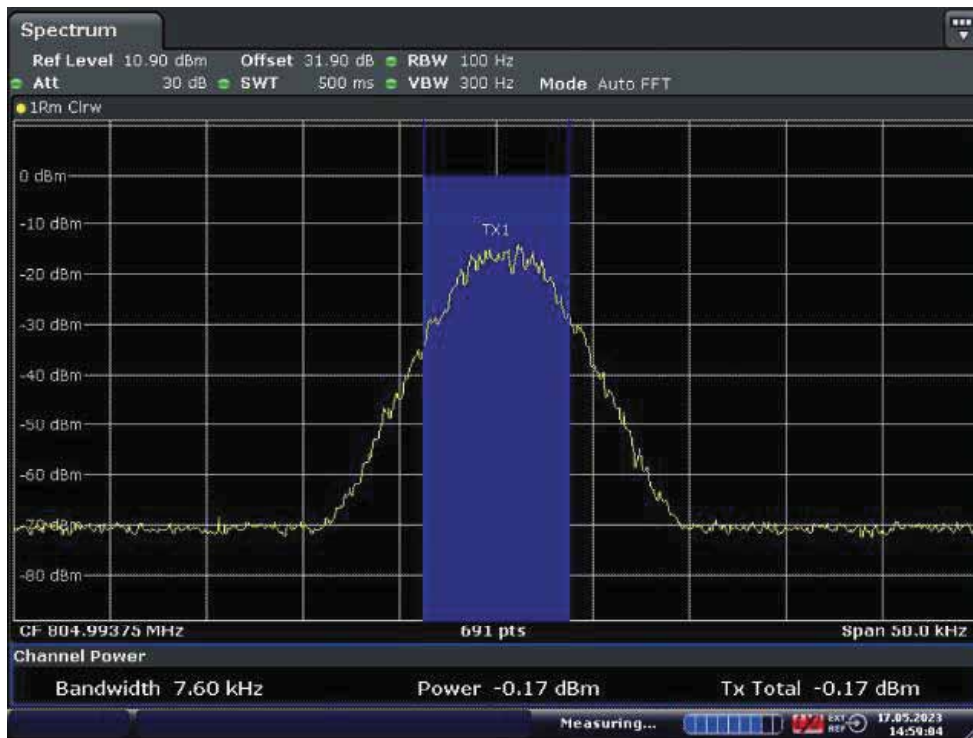 Spectrum
Ref Level 10.90 dBm Offset 31.90 dB RBW 100 Hz
Att 30 dB SWT 500 ms VBW 300 Hz Mode Auto FFT
1Rm Clrw
0 dBm
TX1
-10 dBm
-20 dBm
-30 dBm
-40 dBm
-50 dBm
-60 dBm
-70 dBm
-80 dBm
CF 804.99375 MHz 691 pts Span 50.0 kHz
Channel Power
Bandwidth 7.60 kHz Power -0.17 dBm Tx Total -0.17 dBm
Measuring... EXT REF 17.05.2023
14:59:04